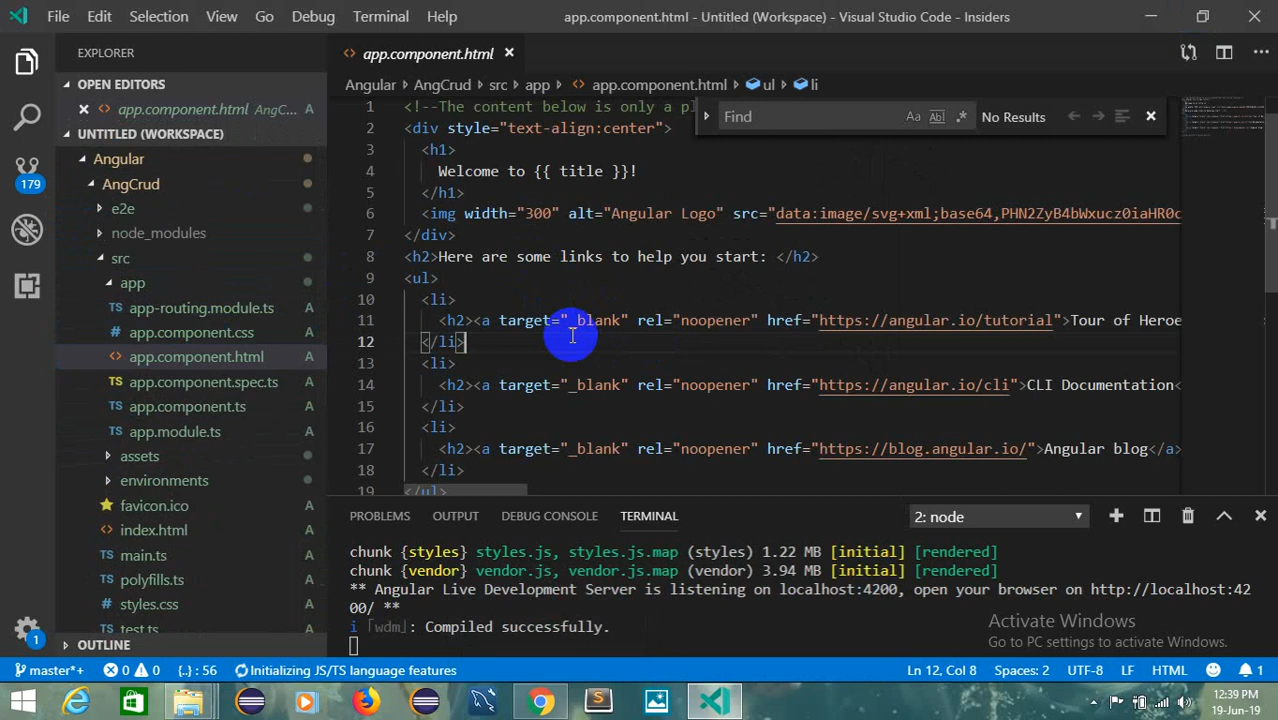 File Edit Selection View Go Debug Terminal Help app.component.html - Untitled (Workspace) - Visual Studio Code - Insiders
EXPLORER
OPEN EDITORS
app.component.html AngC... A
UNTITLED (WORKSPACE)
Angular
AngCrud
e2e
node_modules
src
app
TS app-routing.module.ts A
# app.component.css A
<> app.component.html A
TS app.component.spec.ts A
TS app.component.ts A
TS app.module.ts A
assets
environments
favicon.ico A
<> index.html A
TS main.ts A
TS polyfills.ts A
# styles.css A
TS test.ts A
OUTLINE
179
1
<> app.component.html
Angular AngCrud src app <> app.component.html ul li
Find Aa Abl .* No Results
1 <!--The content below is only a pl
2 <div style="text-align:center">
3 <h1>
4 Welcome to {{ title }}!
5 </h1>
6 <img width="300" alt="Angular Logo" src="data:image/svg+xml;base64,PHN2ZyB4bWxucz0iaHR0c
7 </div>
8 <h2>Here are some links to help you start: </h2>
9 <ul>
10 <li>
11 <h2><a target="_blank" rel="noopener" href="https://angular.io/tutorial">Tour of Heroe
12 </li>
13 <li>
14 <h2><a target="_blank" rel="noopener" href="https://angular.io/cli">CLI Documentation<
15 </li>
16 <li>
17 <h2><a target="_blank" rel="noopener" href="https://blog.angular.io/">Angular blog</a>
18 </li>
19 </ul>
PROBLEMS OUTPUT DEBUG CONSOLE TERMINAL 2: node
chunk {styles} styles.js, styles.js.map (styles) 1.22 MB [initial] [rendered]
chunk {vendor} vendor.js, vendor.js.map (vendor) 3.94 MB [initial] [rendered]
** Angular Live Development Server is listening on localhost:4200, open your browser on http://localhost:42
00/ **
i ｢wdm｣: Compiled successfully.
Activate Windows
Go to PC settings to activate Windows.
master*+ 0 0 {..} : 56 Initializing JS/TS language features Ln 12, Col 8 Spaces: 2 UTF-8 LF HTML 1
12:39 PM
19-Jun-19